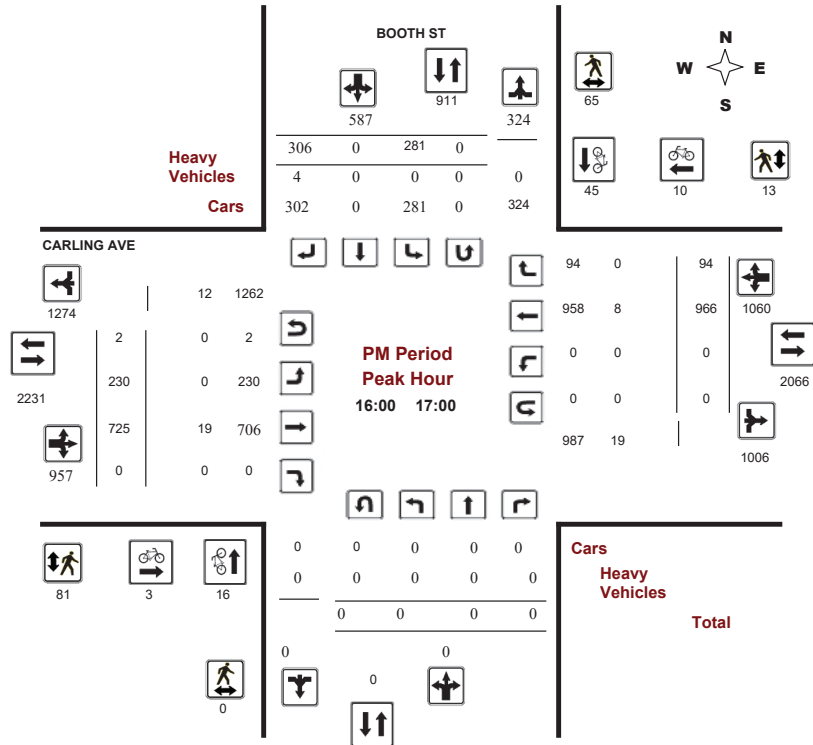 BOOTH ST
N
W E
S
911
65
587 324
306 0 281 0
Heavy
Vehicles
4 0 0 0 0
45 10 13
Cars 302 0 281 0 324
CARLING AVE
94 0 94
1274 12 1262
958 8 966 1060
2 0 2
PM Period
Peak Hour
0 0 0
2231 2066
230 0 230
16:00 17:00
0 0 0
725 19 706
987 19
1006
957 0 0 0
0 0 0 0 0
Cars
0 0 0 0 0
Heavy
Vehicles
81 3 16
0 0 0 0
Total
0 0
0
0